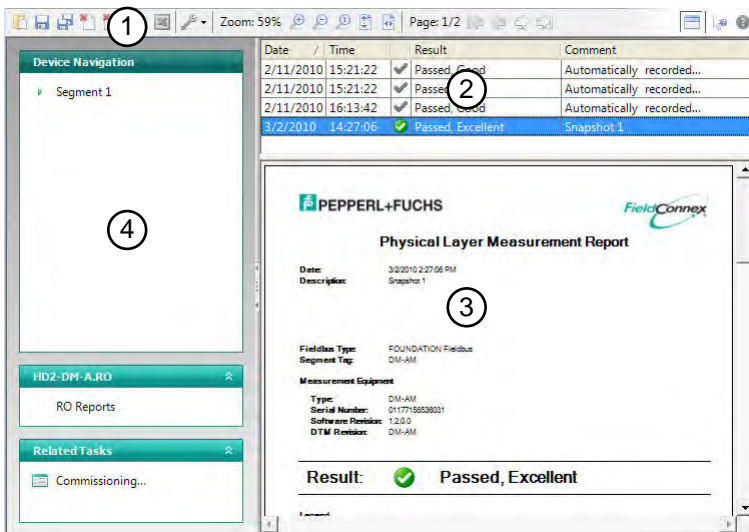 1
Zoom: 59%
Page: 1/2
Device Navigation
Segment 1
4
HD2-DM-A.RO
RO Reports
Related Tasks
Commissioning...
Date / Time Result Comment
2/11/2010 15:21:22 Passed, Good Automatically recorded...
2/11/2010 15:21:22 Passed Automatically recorded...
2/11/2010 16:13:42 Passed, Good Automatically recorded...
3/2/2010 14:27:06 Passed, Excellent Snapshot 1
2
PEPPERL+FUCHS
FieldConnex
Physical Layer Measurement Report
Date: 3/2/2010 2:27:06 PM
Description: Snapshot 1
3
Fieldbus Type: FOUNDATION Fieldbus
Segment Tag: DM-AM
Measurement Equipment
Type: DM-AM
Serial Number: 01177156536031
Software Revision: 1.2.0.0
DTM Revision: DM-AM
Result: Passed, Excellent
Legend